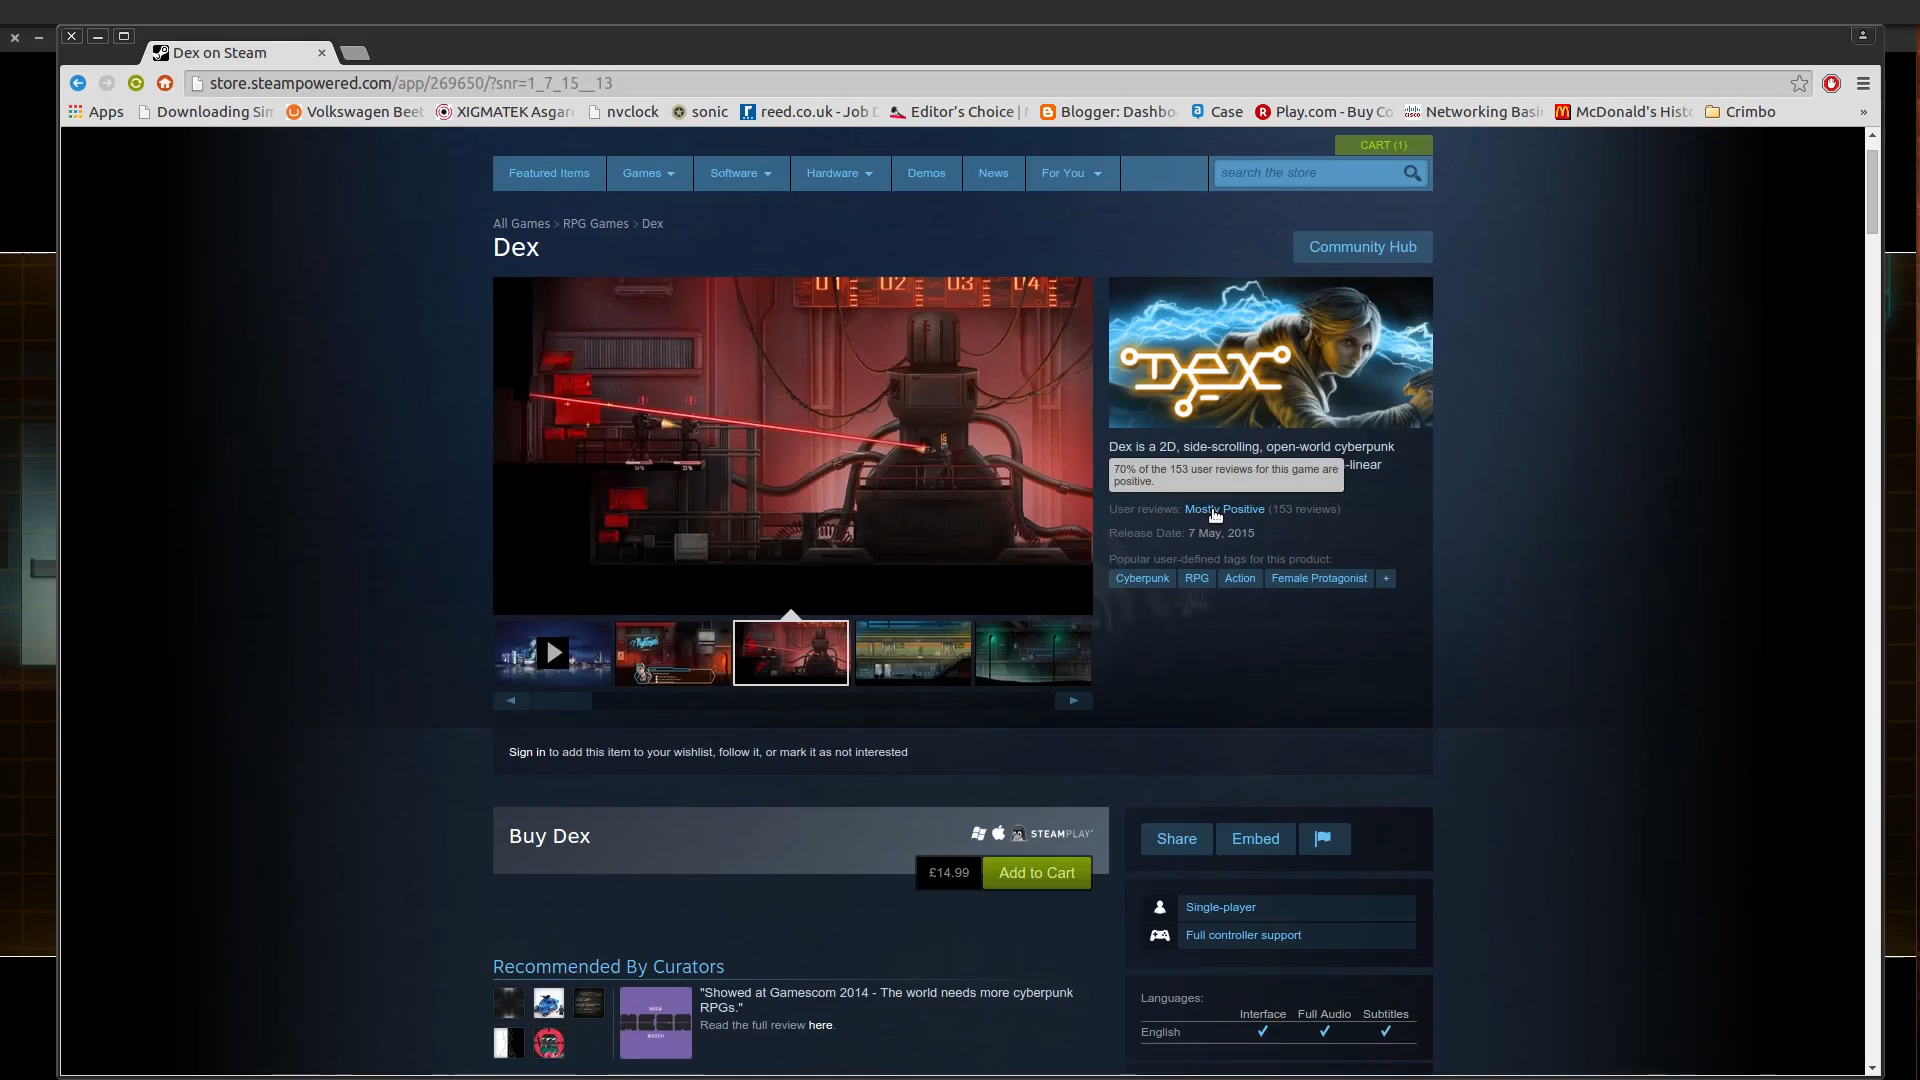 Dex on Steam
store.steampowered.com/app/269650/?snr=1_7_15__13
Apps Downloading Sim Volkswagen Beet XIGMATEK Asgar nvclock sonic reed.co.uk - Job D Editor's Choice | Blogger: Dashbo Case Play.com - Buy Co Networking Basi McDonald's Histo Crimbo »
CART (1)
Featured Items Games Software Hardware Demos News For You search the store
All Games > RPG Games > Dex
Dex
Community Hub
01 02 03 04
DEX
Dex is a 2D, side-scrolling, open-world cyberpunk
-linear
70% of the 153 user reviews for this game are
positive.
User reviews: Mostly Positive (153 reviews)
Release Date: 7 May, 2015
Popular user-defined tags for this product:
Cyberpunk RPG Action Female Protagonist +
Sign in to add this item to your wishlist, follow it, or mark it as not interested
Buy Dex
STEAMPLAY
£14.99 Add to Cart
Share Embed
Single-player
Full controller support
Recommended By Curators
"Showed at Gamescom 2014 - The world needs more cyberpunk
RPGs."
Read the full review here.
Languages:
Interface Full Audio Subtitles
English